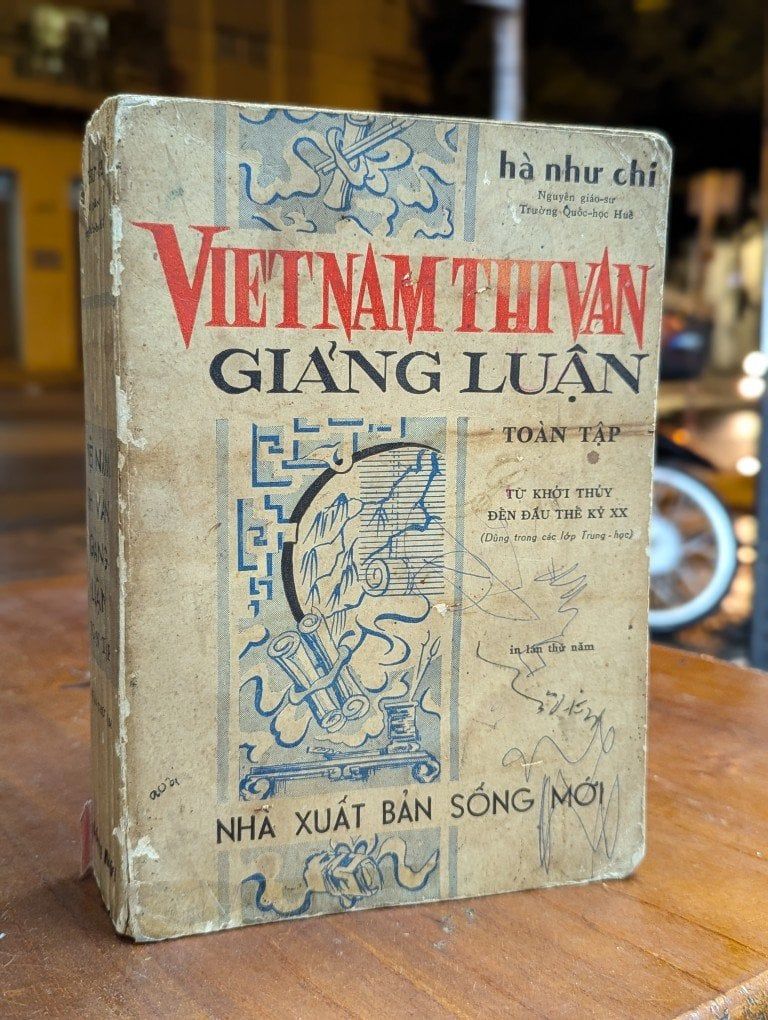 hà như chi
Nguyên giáo-sư
Trường Quốc-học Huế
VIỆT NAM THI VĂN
GIẢNG LUẬN
TOÀN TẬP
TỪ KHỞI THỦY
ĐẾN ĐẦU THẾ KỶ XX
(Dùng trong các lớp Trung-học)
in lần thứ năm
NHÀ XUẤT BẢN SỐNG MỚI